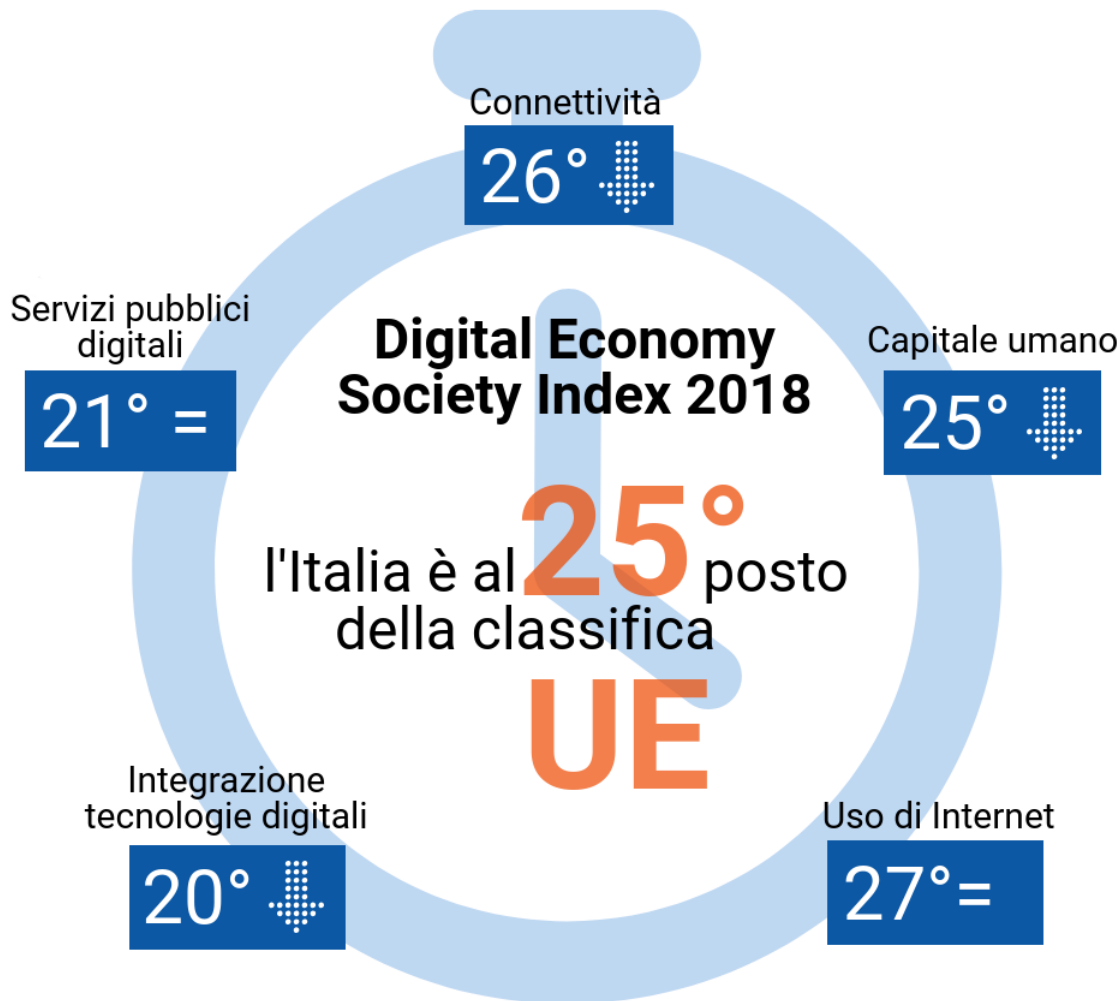 Connettività
26°
Servizi pubblici
digitali
21° =
Digital Economy
Society Index 2018
Capitale umano
25°
l'Italia è al 25° posto
della classifica
UE
Integrazione
tecnologie digitali
20°
Uso di Internet
27°=